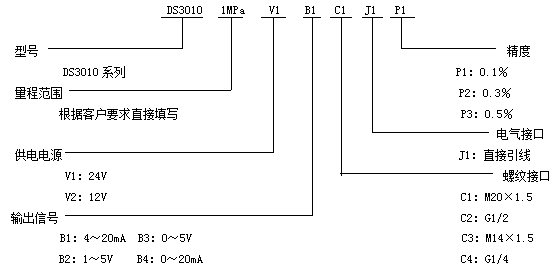 DS3010 1MPa V1 B1 C1 J1 P1
型号
DS3010 系列
量程范围
根据客户要求直接填写
供电电源
V1：24V
V2：12V
输出信号
B1：4～20mA B3：0～5V
B2：1～5V B4：0～20mA
精度
P1：0.1%
P2：0.3%
P3：0.5%
电气接口
J1：直接引线
螺纹接口
C1：M20×1.5
C2：G1/2
C3：M14×1.5
C4：G1/4